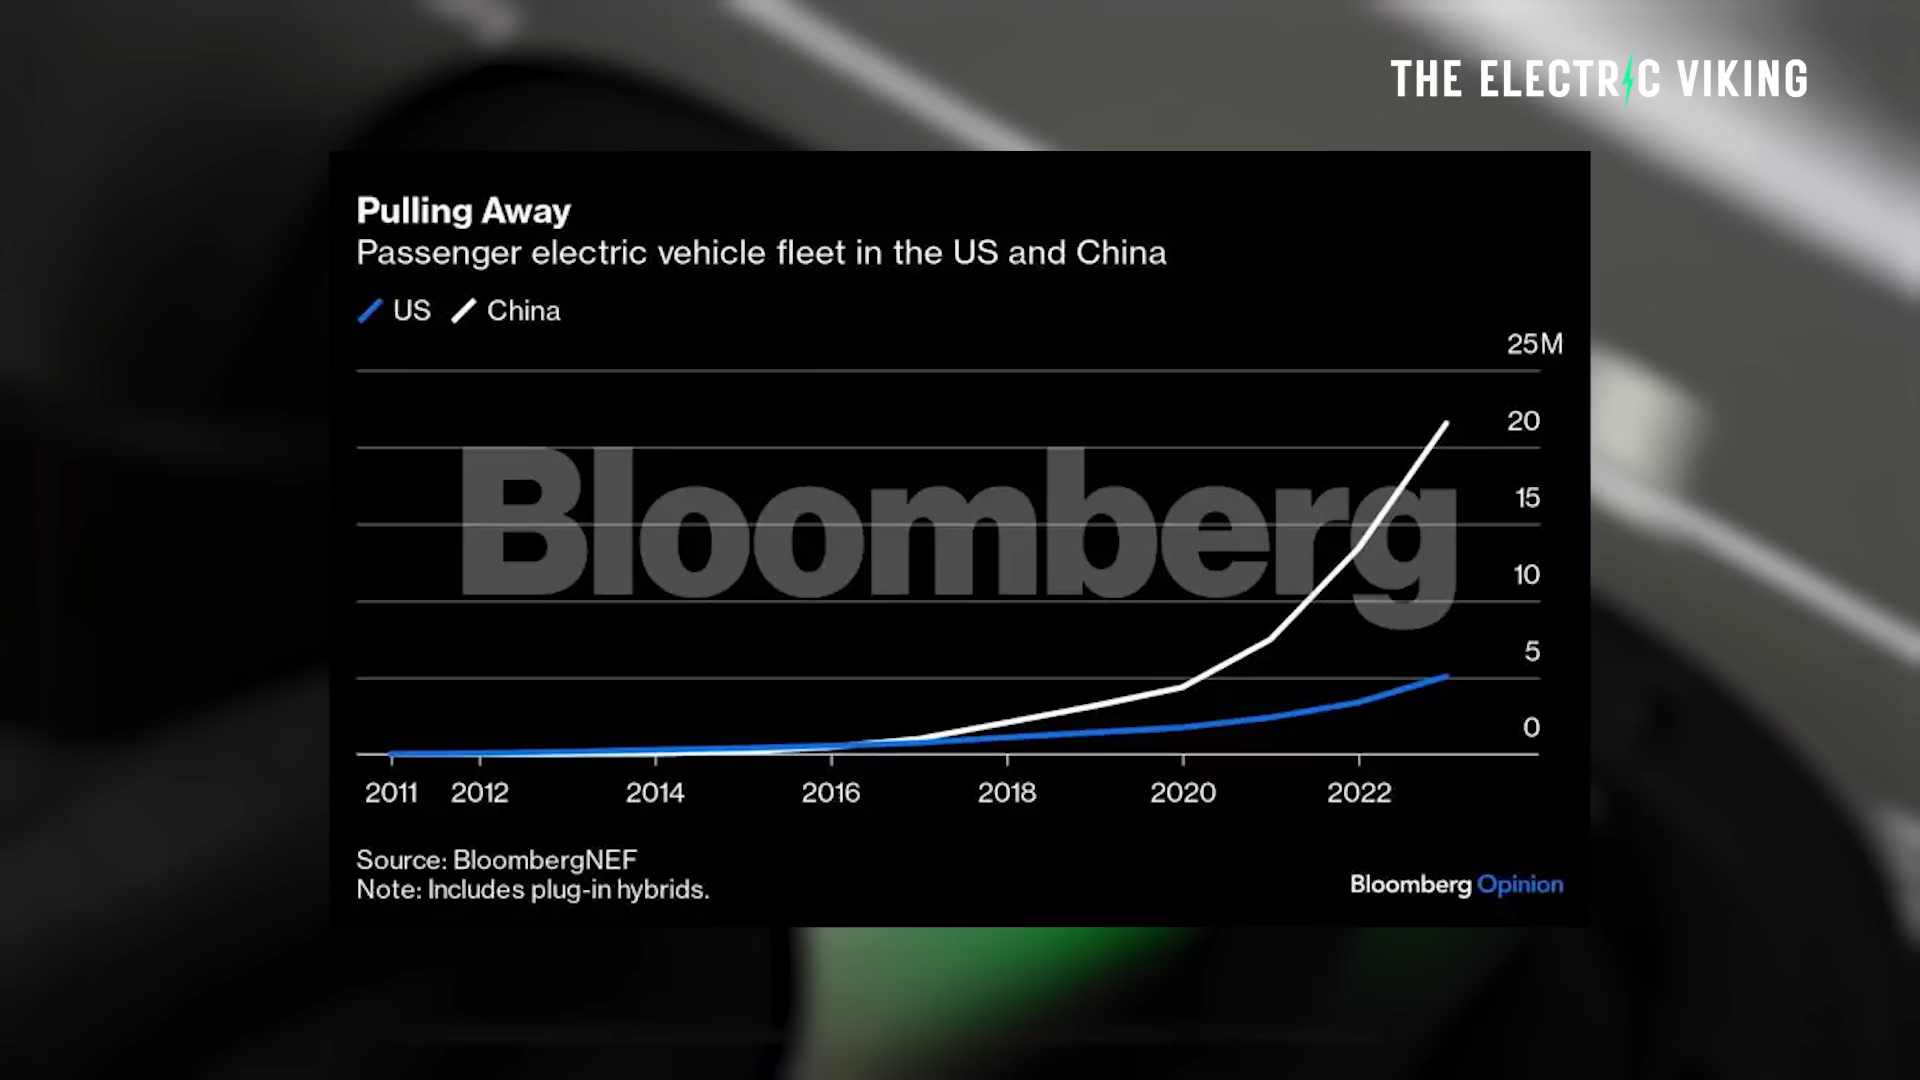 THE ELECTRIC VIKING
Pulling Away
Passenger electric vehicle fleet in the US and China
US China
25M
20
15
10
5
0
Bloomberg
2011 2012 2014 2016 2018 2020 2022
Source: BloombergNEF
Note: Includes plug-in hybrids.
Bloomberg Opinion